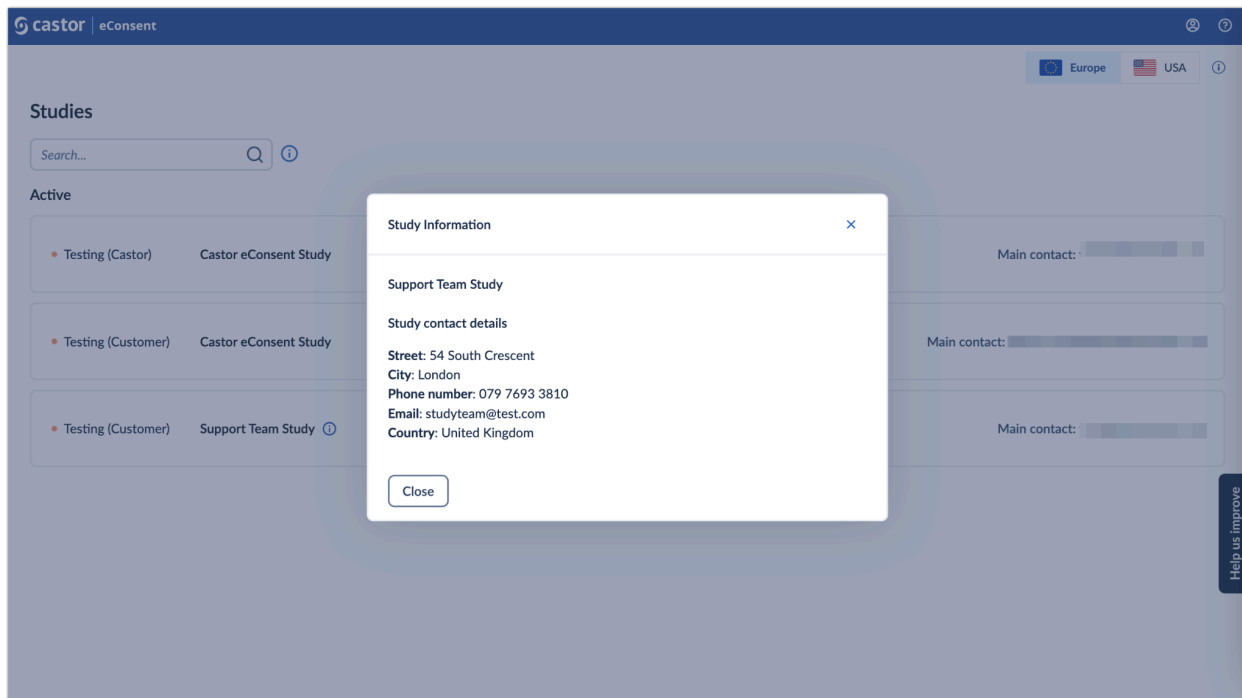 castor | eConsent
Europe
USA
Studies
Search...
Active
Testing (Castor)
Castor eConsent Study
Main contact:
Testing (Customer)
Castor eConsent Study
Main contact:
Testing (Customer)
Support Team Study
Main contact:
Study Information
Support Team Study
Study contact details
Street: 54 South Crescent
City: London
Phone number: 079 7693 3810
Email: studyteam@test.com
Country: United Kingdom
Close
Help us improve